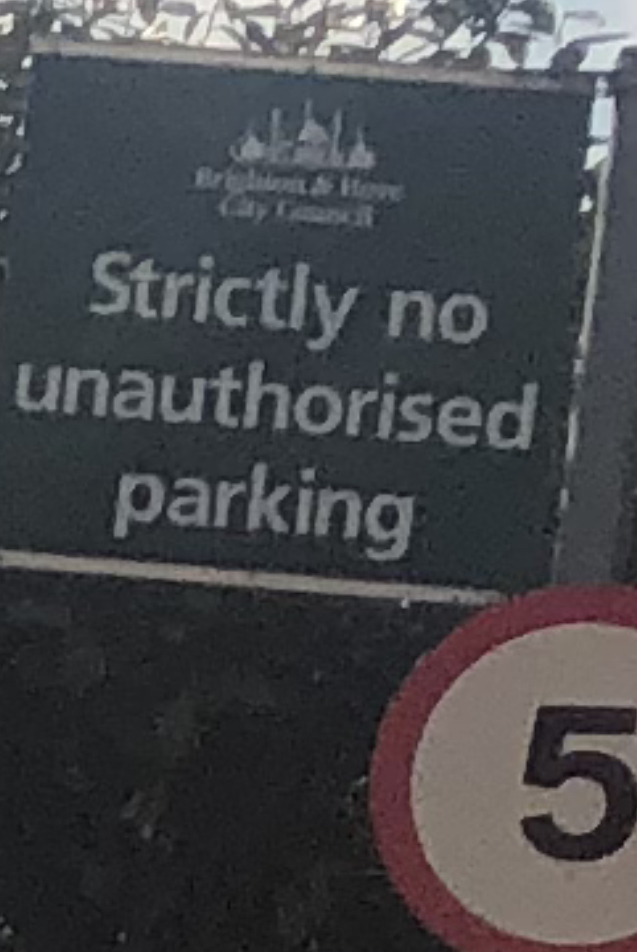 Brighton & Hove
City Council
Strictly no
unauthorised
parking
5